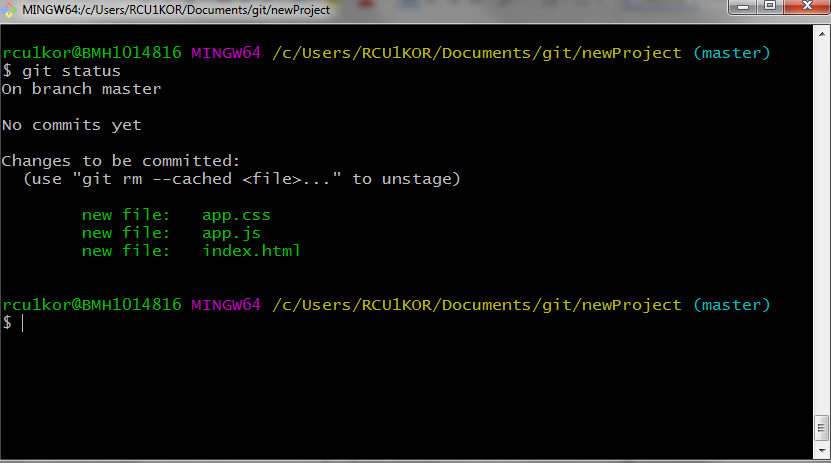 MINGW64:/c/Users/RCU1KOR/Documents/git/newProject
rcu1kor@BMH1014816 MINGW64 /c/Users/RCU1KOR/Documents/git/newProject (master)
$ git status
On branch master
No commits yet
Changes to be committed:
  (use "git rm --cached <file>..." to unstage)
        new file:   app.css
        new file:   app.js
        new file:   index.html
rcu1kor@BMH1014816 MINGW64 /c/Users/RCU1KOR/Documents/git/newProject (master)
$